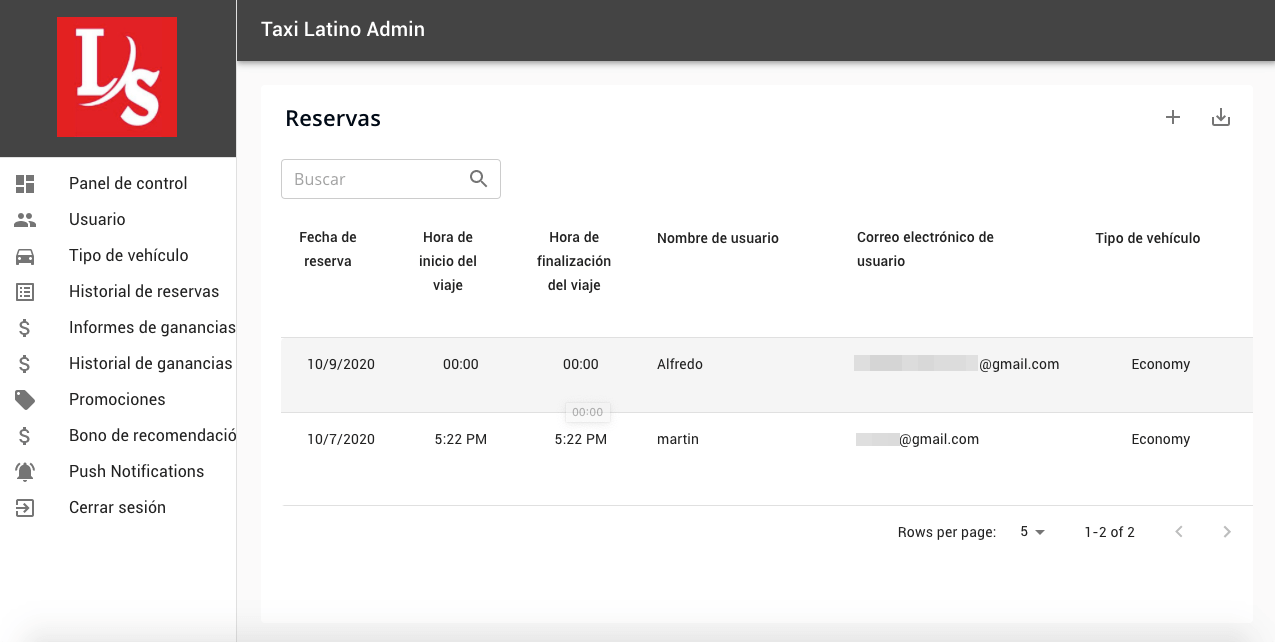 LS
Taxi Latino Admin
Panel de control
Usuario
Tipo de vehículo
Historial de reservas
Informes de ganancias
Historial de ganancias
Promociones
Bono de recomendació
Push Notifications
Cerrar sesión
Reservas
Buscar
Fecha de
reserva
Hora de
inicio del
viaje
Hora de
finalización
del viaje
Nombre de usuario
Correo electrónico de
usuario
Tipo de vehículo
10/9/2020 00:00 00:00 Alfredo @gmail.com Economy
00:00
10/7/2020 5:22 PM 5:22 PM martin @gmail.com Economy
Rows per page: 5 1-2 of 2